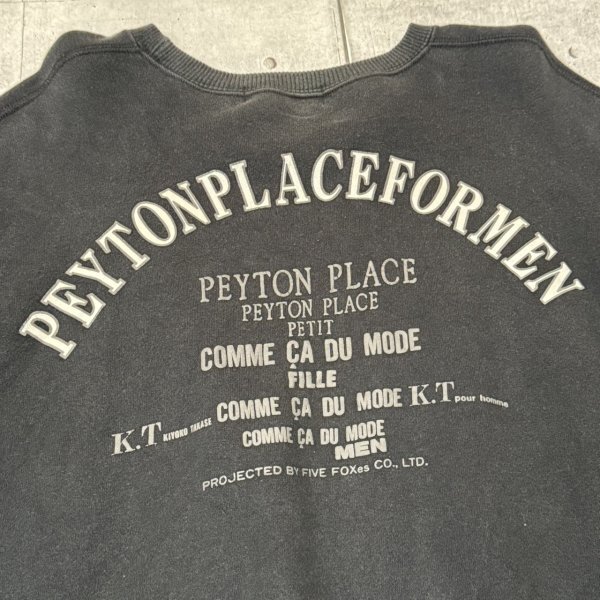 PEYTONPLACEFORMEN
PEYTON PLACE
PEYTON PLACE
PETIT
COMME ÇA DU MODE
FILLE
K.T KIYOKO TAKASE COMME ÇA DU MODE K.T pour homme
COMME ÇA DU MODE
MEN
PROJECTED BY FIVE FOXes CO., LTD.